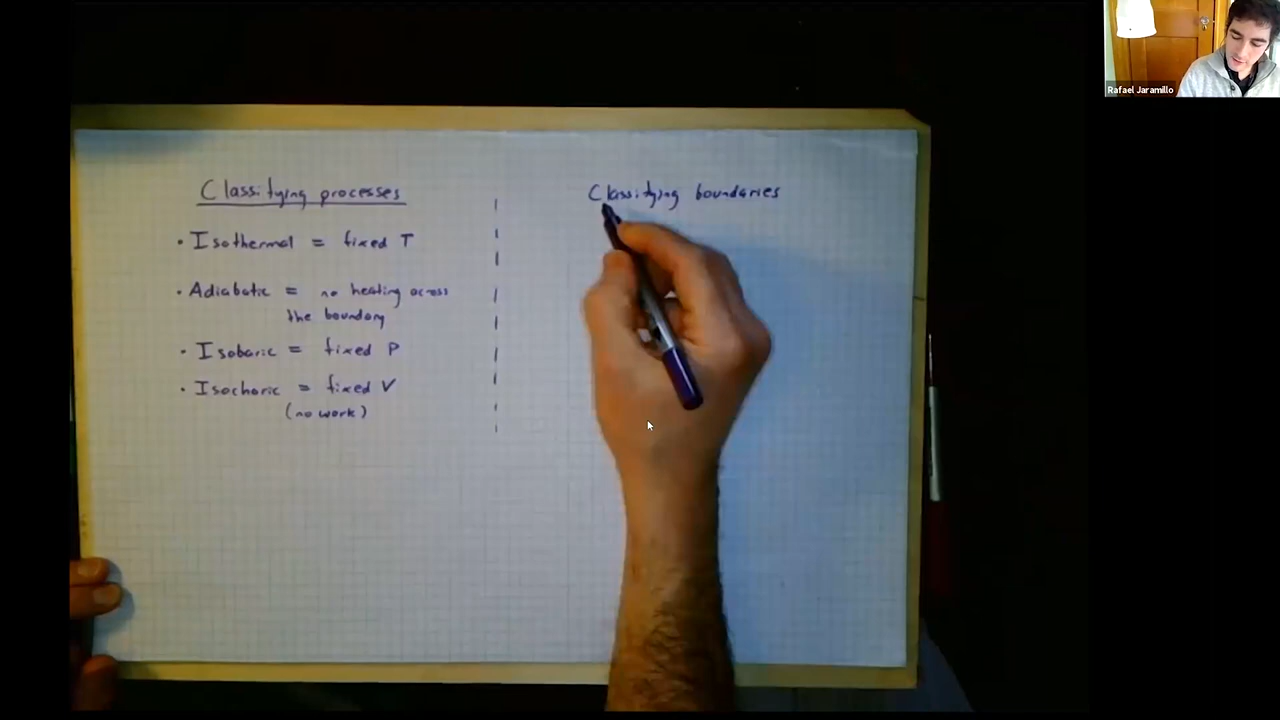 Rafael Jaramillo
Classifying processes
• Isothermal = fixed T
• Adiabatic = no heating across
the boundary
• Isobaric = fixed P
• Isochoric = fixed V
(no work)
Classifying boundaries